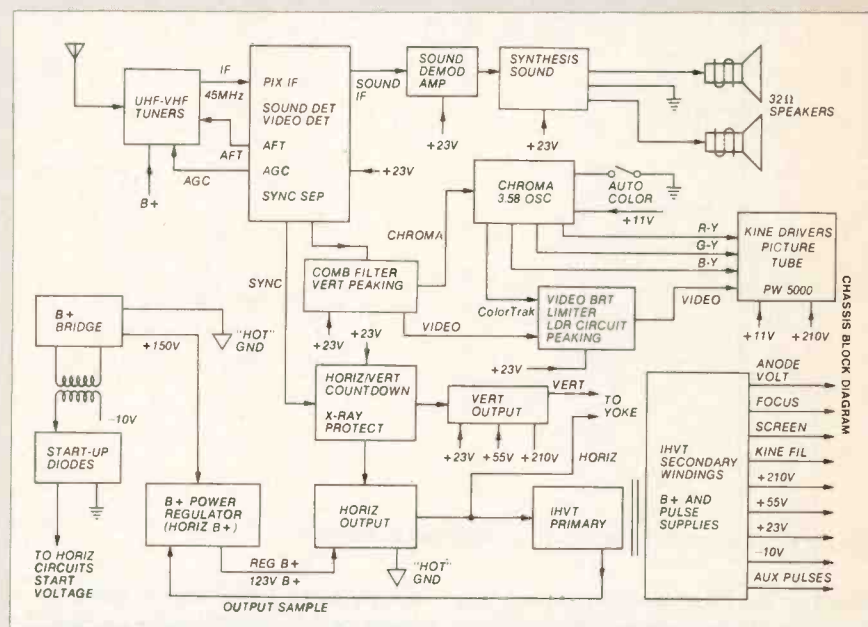 IF
45MHz
UHF-VHF
TUNERS
AFT
AGC
B+
PIX IF
SOUND DET
VIDEO DET
AFT
AGC
SYNC SEP
SOUND
IF
+23V
SOUND
DEMOD
AMP
+23V
SYNTHESIS
SOUND
+23V
32Ω
SPEAKERS
CHROMA
3.58 OSC
AUTO
COLOR
+11V
CHROMA
R-Y
G-Y
B-Y
KINE DRIVERS
PICTURE
TUBE
PW 5000
+11V
+210V
SYNC
COMB FILTER
VERT PEAKING
+23V
+23V
VIDEO
ColorTrak
VIDEO BRT
LIMITER
LDR CIRCUIT
PEAKING
VIDEO
+23V
B+
BRIDGE
+150V
"HOT"
GND
-10V
START-UP
DIODES
TO HORIZ
CIRCUITS
START
VOLTAGE
B+ POWER
REGULATOR
(HORIZ B+)
REG B+
123V B+
OUTPUT SAMPLE
HORIZ/VERT
COUNTDOWN
X-RAY
PROTECT
VERT
OUTPUT
VERT
+23V
+55V
+210V
TO
YOKE
HORIZ
HORIZ
OUTPUT
"HOT"
GND
IHVT
PRIMARY
IHVT
SECONDARY
WINDINGS
B+ AND
PULSE
SUPPLIES
ANODE
VOLT
FOCUS
SCREEN
KINE FIL
+210V
+55V
+23V
-10V
AUX PULSES
CHASSIS BLOCK DIAGRAM